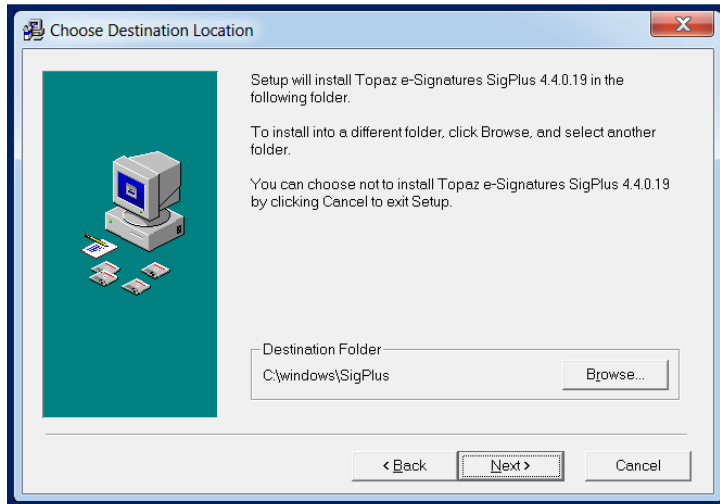 Choose Destination Location
Setup will install Topaz e-Signatures SigPlus 4.4.0.19 in the
following folder.
To install into a different folder, click Browse, and select another
folder.
You can choose not to install Topaz e-Signatures SigPlus 4.4.0.19
by clicking Cancel to exit Setup.
Destination Folder
C:\windows\SigPlus
Browse...
< Back
Next >
Cancel